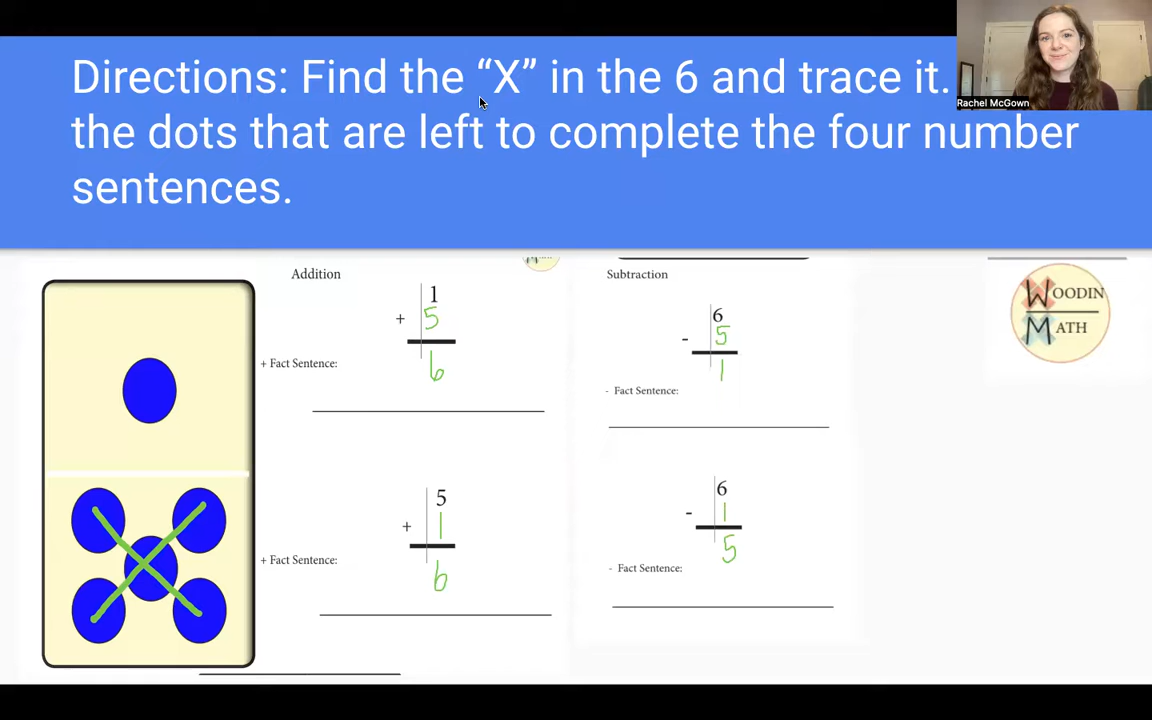 Directions: Find the “X” in the 6 and trace it.
the dots that are left to complete the four number
sentences.
Rachel McGown
Addition
1
+ 5
6
+ Fact Sentence:
5
+ 1
6
+ Fact Sentence:
Subtraction
6
- 5
1
- Fact Sentence:
6
- 1
5
- Fact Sentence:
WOODIN
MATH